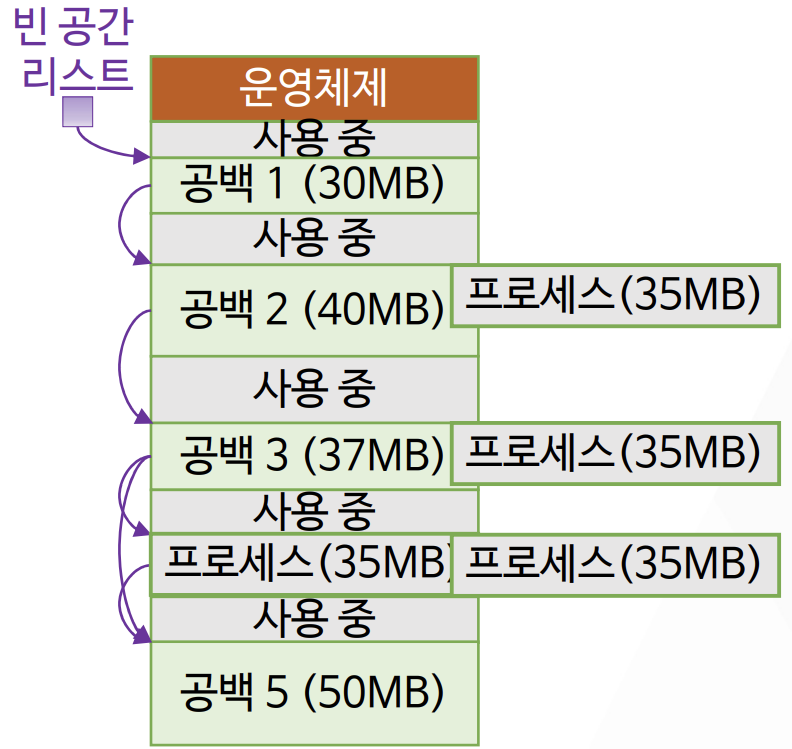 빈 공간
리스트
운영체제
사용 중
공백 1 (30MB)
사용 중
공백 2 (40MB)
프로세스(35MB)
사용 중
공백 3 (37MB)
프로세스(35MB)
사용 중
프로세스(35MB)
프로세스(35MB)
사용 중
공백 5 (50MB)